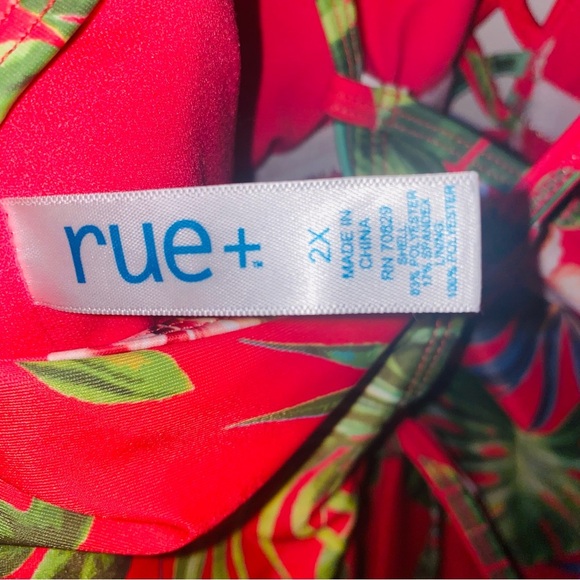 rue+
2X
MADE IN
CHINA
RN 70829
SHELL
83% POLYESTER
17% SPANDEX
LINING
100% POLYESTER